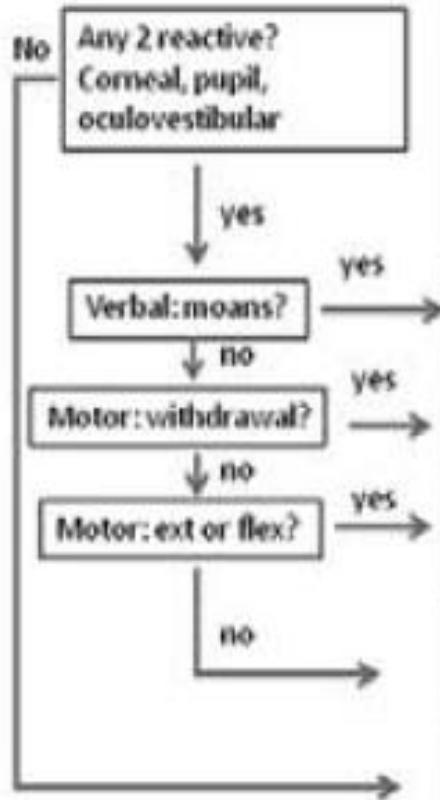 No
Any 2 reactive?
Corneal, pupil,
oculovestibular
yes
Verbal: moans?
yes
no
Motor: withdrawal?
yes
no
Motor: ext or flex?
yes
no